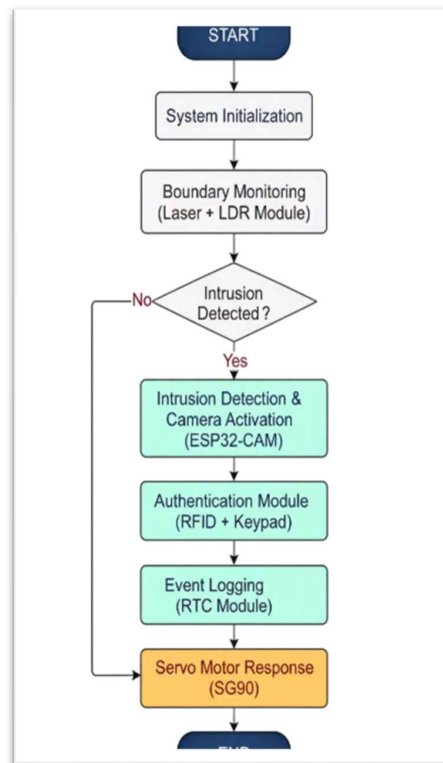 START
System Initialization
Boundary Monitoring
(Laser + LDR Module)
Intrusion
Detected?
No
Yes
Intrusion Detection &
Camera Activation
(ESP32-CAM)
Authentication Module
(RFID + Keypad)
Event Logging
(RTC Module)
Servo Motor Response
(SG90)
END